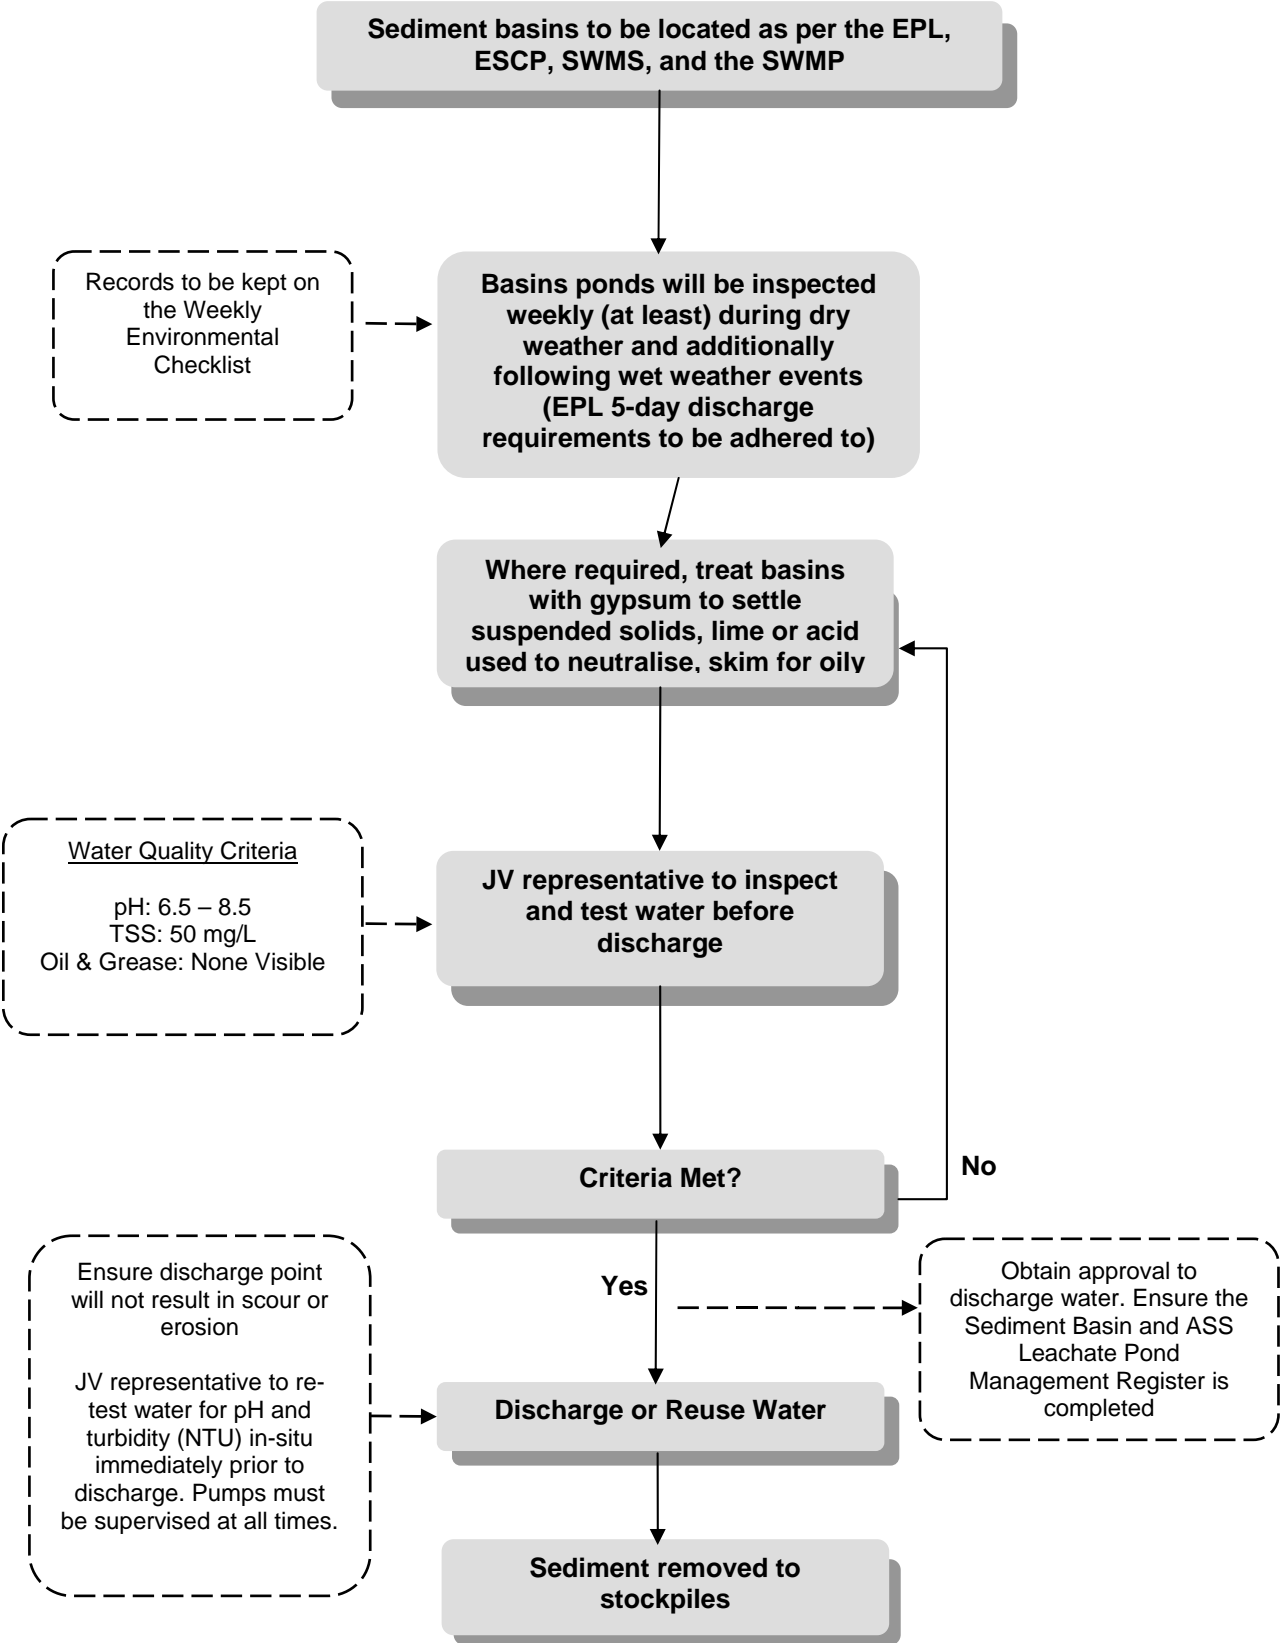 Sediment basins to be located as per the EPL,
ESCP, SWMS, and the SWMP
Records to be kept on
the Weekly
Environmental
Checklist
Basins ponds will be inspected
weekly (at least) during dry
weather and additionally
following wet weather events
(EPL 5-day discharge
requirements to be adhered to)
Where required, treat basins
with gypsum to settle
suspended solids, lime or acid
used to neutralise, skim for oily
Water Quality Criteria
pH: 6.5 – 8.5
TSS: 50 mg/L
Oil & Grease: None Visible
JV representative to inspect
and test water before
discharge
Criteria Met?
No
Yes
Ensure discharge point
will not result in scour or
erosion
JV representative to re-
test water for pH and
turbidity (NTU) in-situ
immediately prior to
discharge. Pumps must
be supervised at all times.
Obtain approval to
discharge water. Ensure the
Sediment Basin and ASS
Leachate Pond
Management Register is
completed
Discharge or Reuse Water
Sediment removed to
stockpiles